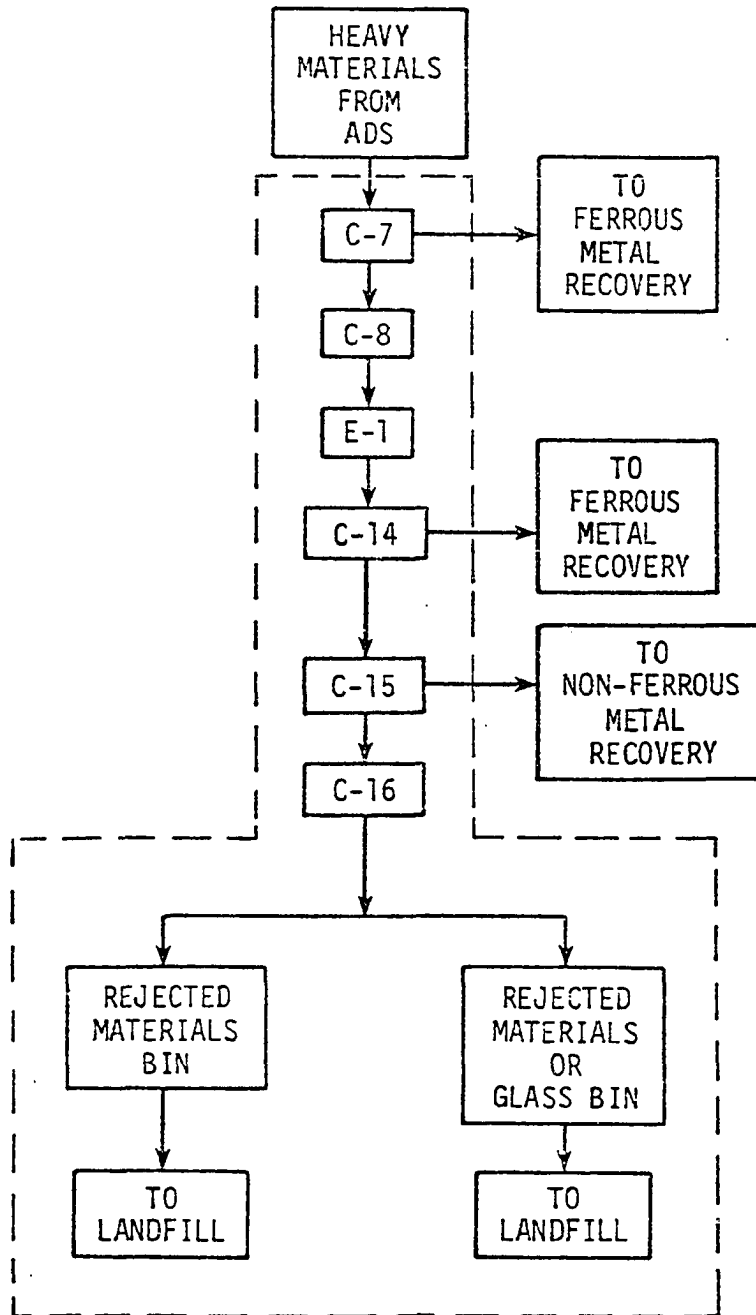 HEAVY
MATERIALS
FROM
ADS
C-7
TO
FERROUS
METAL
RECOVERY
C-8
E-1
C-14
TO
FERROUS
METAL
RECOVERY
C-15
TO
NON-FERROUS
METAL
RECOVERY
C-16
REJECTED
MATERIALS
BIN
REJECTED
MATERIALS
OR
GLASS BIN
TO
LANDFILL
TO
LANDFILL